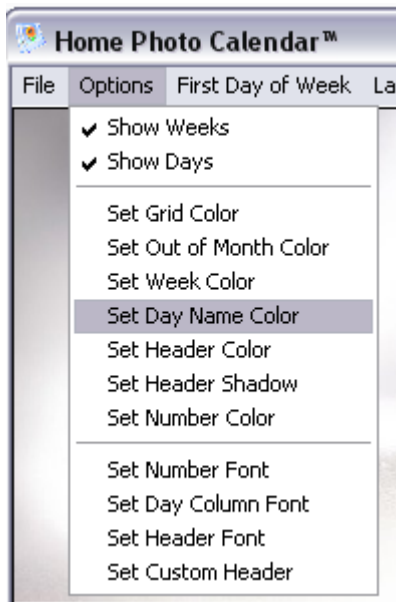 Home Photo Calendar™
File Options First Day of Week
Show Weeks
Show Days
Set Grid Color
Set Out of Month Color
Set Week Color
Set Day Name Color
Set Header Color
Set Header Shadow
Set Number Color
Set Number Font
Set Day Column Font
Set Header Font
Set Custom Header